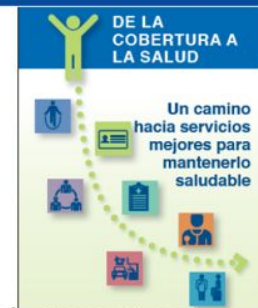 DE LA
COBERTURA A
LA SALUD
Un camino
hacia servicios
mejores para
mantenerlo
saludable